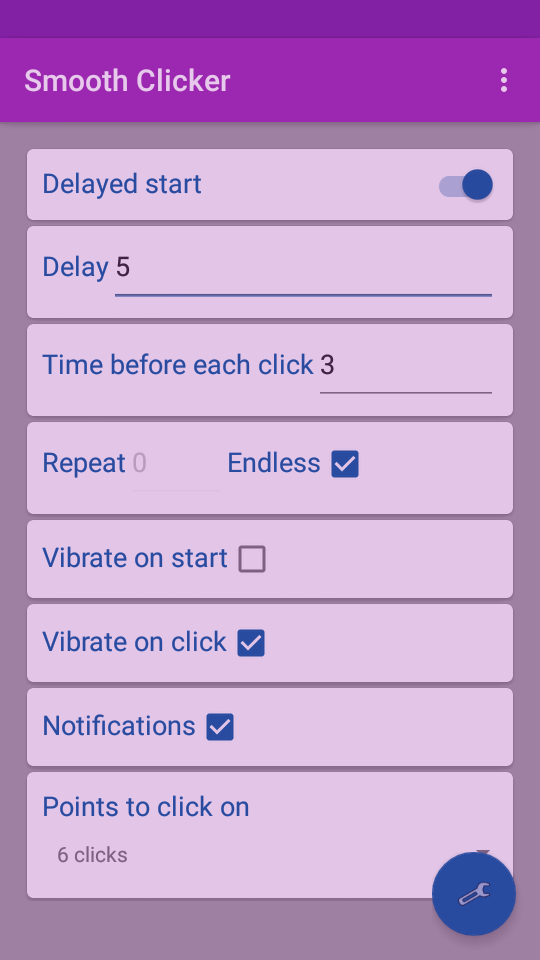 Smooth Clicker
Delayed start
Delay 5
Time before each click 3
Repeat 0 Endless
Vibrate on start
Vibrate on click
Notifications
Points to click on
6 clicks